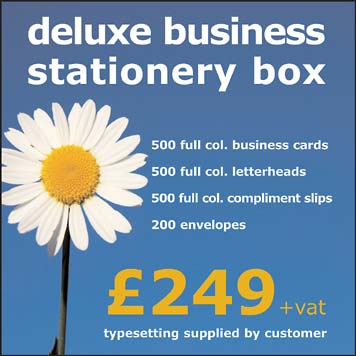 deluxe business
stationery box
500 full col. business cards
500 full col. letterheads
500 full col. compliment slips
200 envelopes
£249 +vat
typesetting supplied by customer